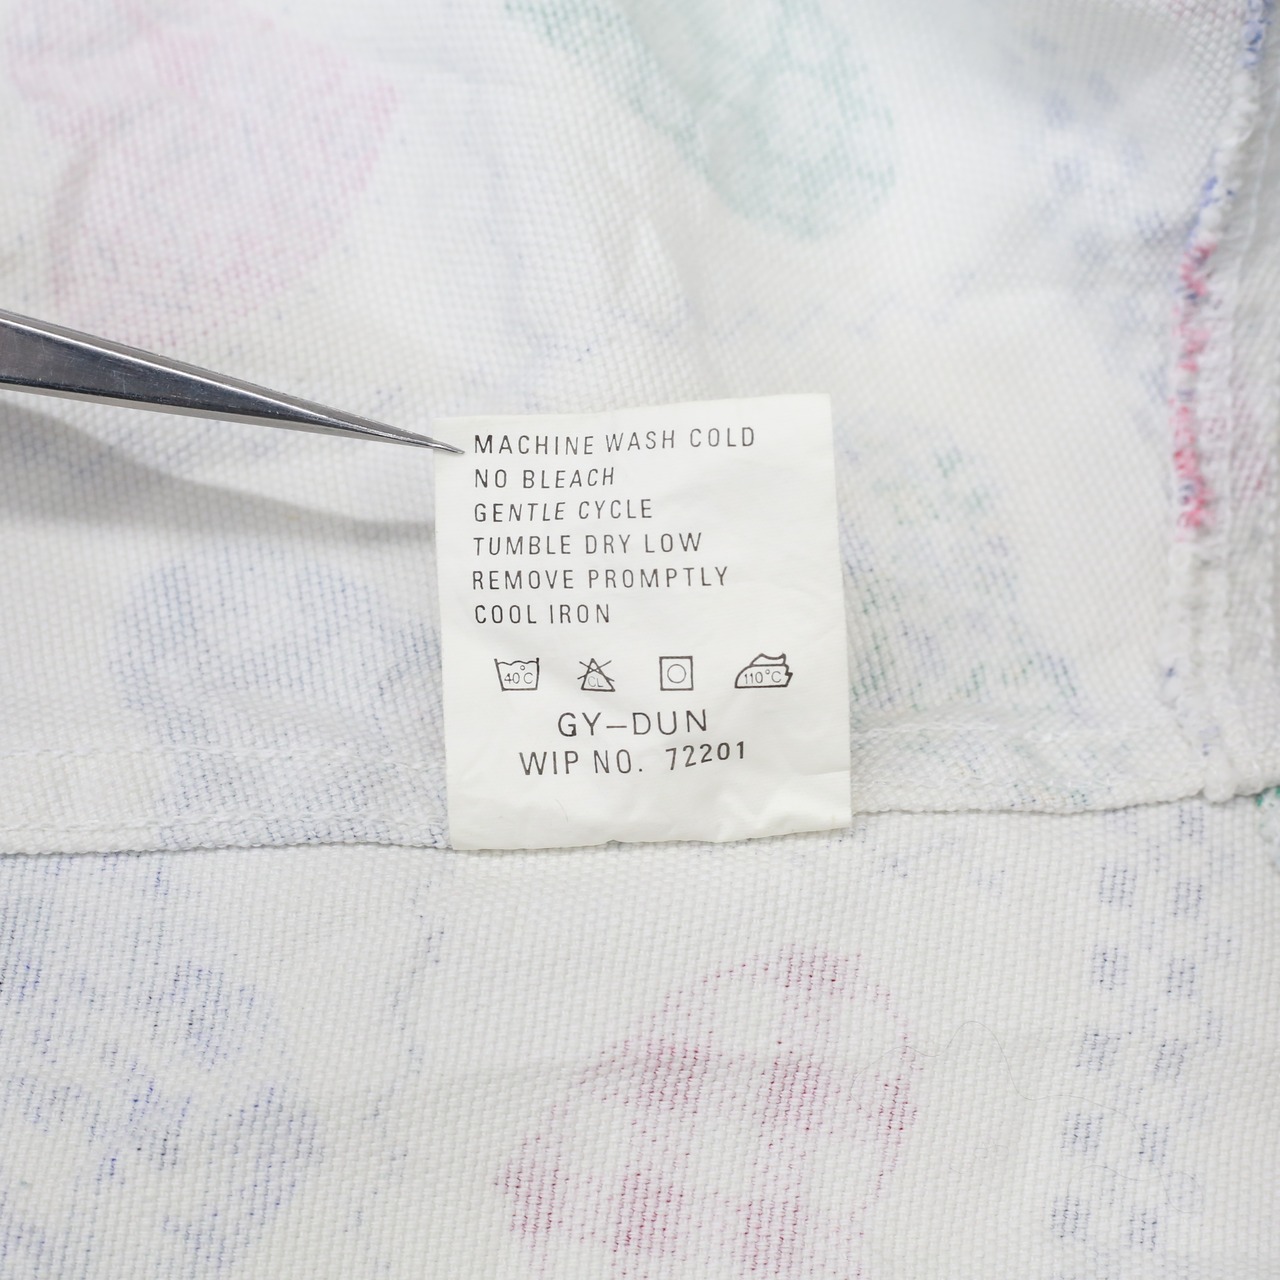 MACHINE WASH COLD
NO BLEACH
GENTLE CYCLE
TUMBLE DRY LOW
REMOVE PROMPTLY
COOL IRON
40°C CL 110°C
GY-DUN
WIP NO. 72201